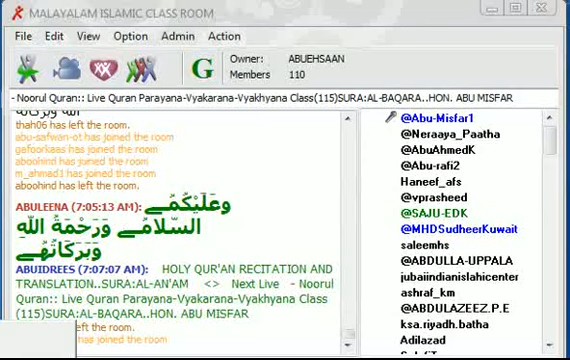 MALAYALAM ISLAMIC CLASS ROOM
File Edit View Option Admin Action
G
Owner: ABUEHSAAN
Members 110
- Noorul Quran:: Live Quran Parayana-Vyakarana-Vyakhyana Class(115)SURA:AL-BAQARA..HON. ABU MISFAR
thah06 has left the room.
abu-safwan-ot has joined the room
gafoorkaas has joined the room
aboohind has joined the room
m_ahmad1 has joined the room
aboohind has left the room.
ABULEENA (7:05:13 AM): وَعَلَيْكُمُــے
السَّلامُــے وَرَحْمَةُ اللهِ
وَبَرَكَاتُهُــے
ABUIDREES (7:07:07 AM): HOLY QUR'AN RECITATION AND
TRANSLATION..SURA:AL-AN'AM <> Next Live - Noorul
Quran:: Live Quran Parayana-Vyakarana-Vyakhyana Class
(115)SURA:AL-BAQARA..HON. ABU MISFAR
has left the room.
has joined the room
@Abu-Misfar1
@Neraaya_Paatha
@AbuAhmedK
@Abu-rafi2
Haneef_afs
@vprasheed
@SAJU-EDK
@MHDSudheerKuwait
saleemhs
@ABDULLA-UPPALA
jubaiindianislahicenter
ashraf_km
@ABDULAZEEZ.P.E
ksa.riyadh.batha
Adilazad